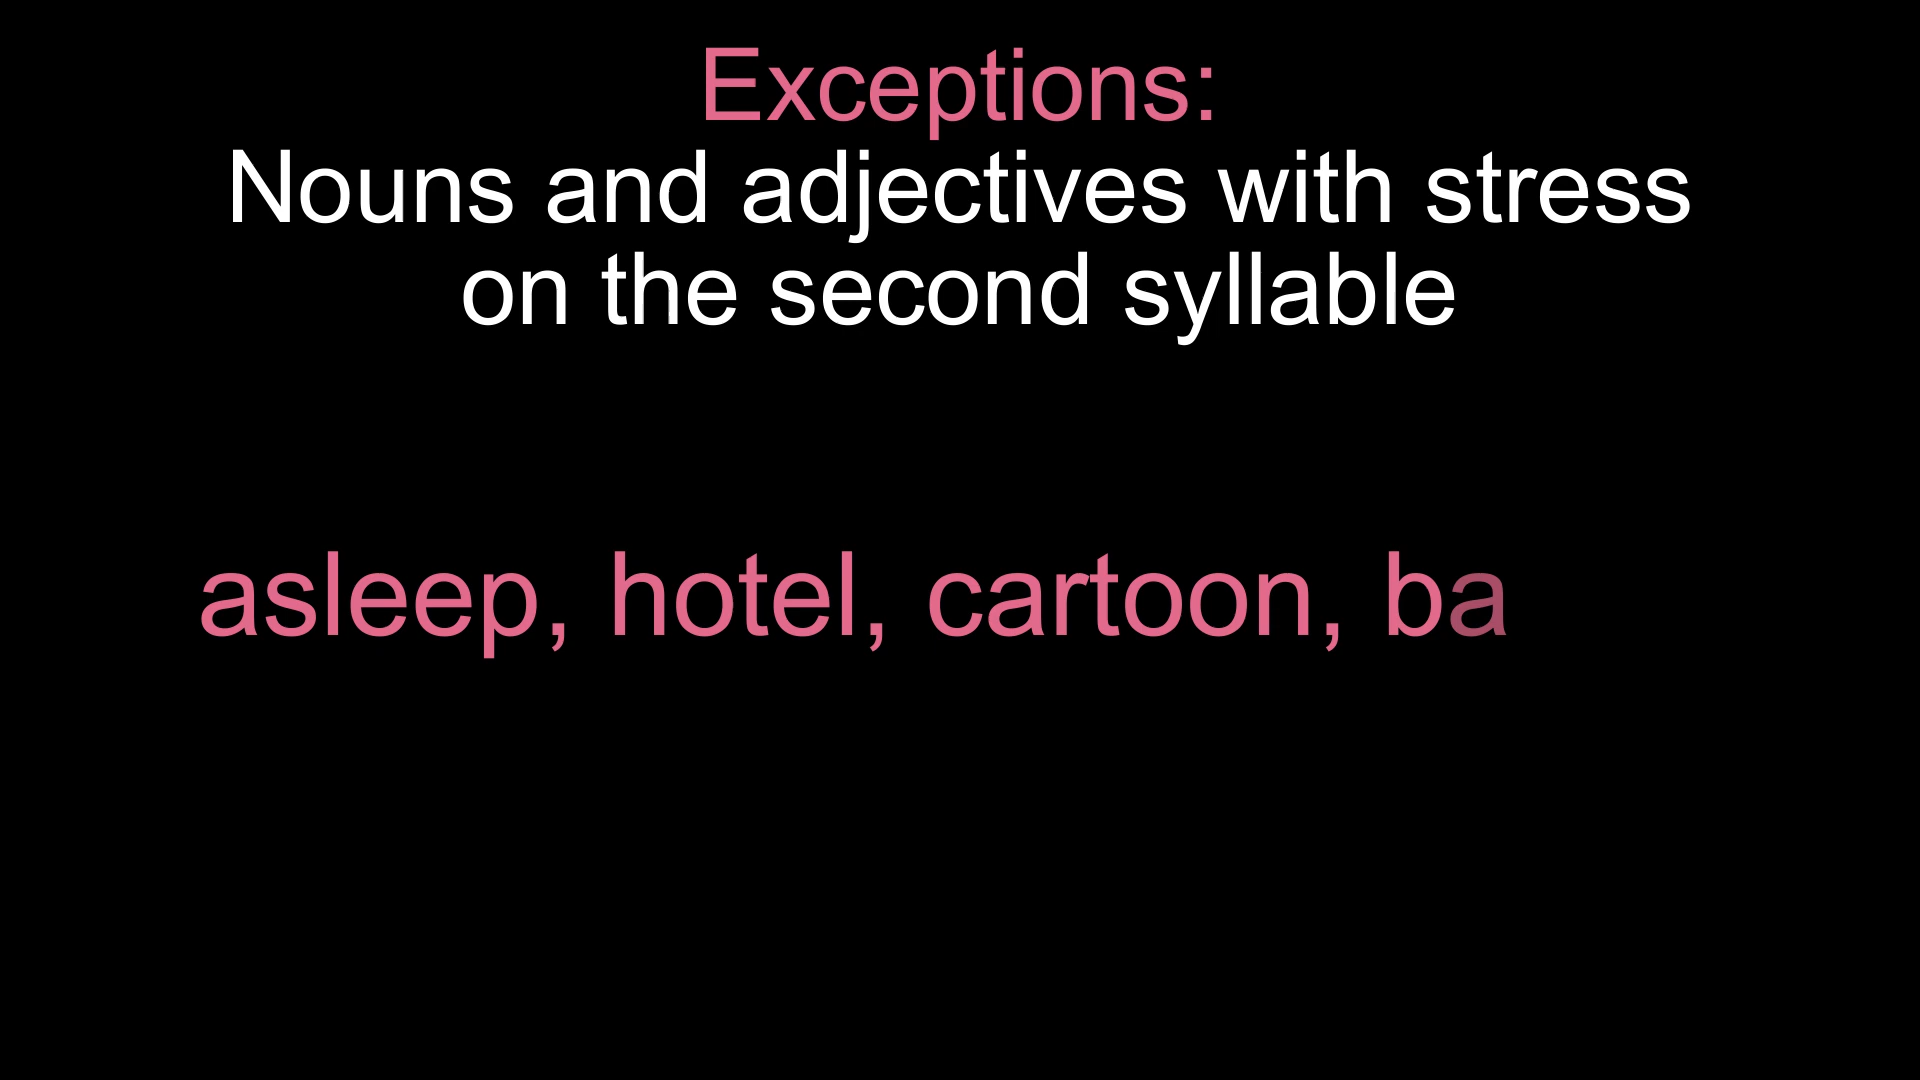 Exceptions:
Nouns and adjectives with stress
on the second syllable
asleep, hotel, cartoon, ba